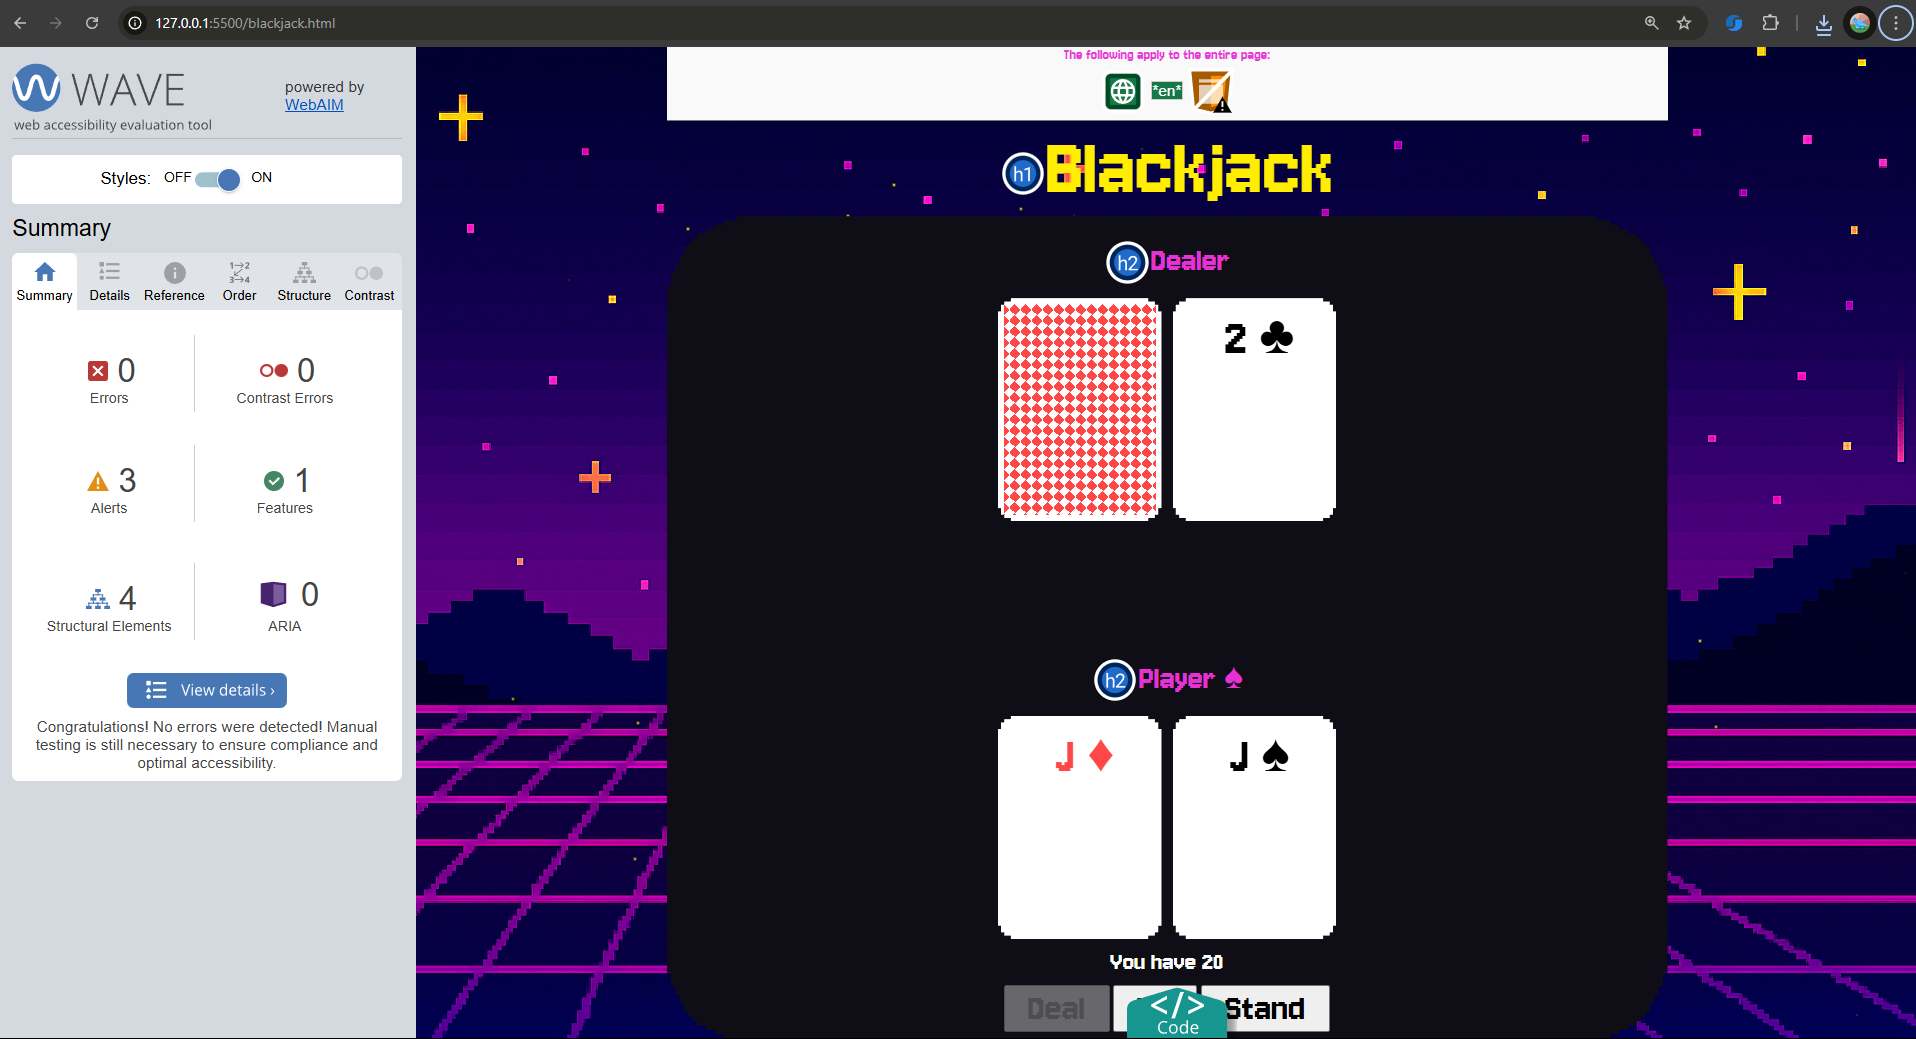 127.0.0.1:5500/blackjack.html
WAVE
web accessibility evaluation tool
powered by
WebAIM
Styles: OFF ON
Summary
Summary Details Reference Order Structure Contrast
0
Errors
0
Contrast Errors
3
Alerts
1
Features
4
Structural Elements
0
ARIA
View details ›
Congratulations! No errors were detected! Manual
testing is still necessary to ensure compliance and
optimal accessibility.
The following apply to the entire page:
*en*
h1 Blackjack
h2 Dealer
2 ♣
h2 Player ♠
J ♦
J ♠
You have 20
Deal
Stand
</> Code